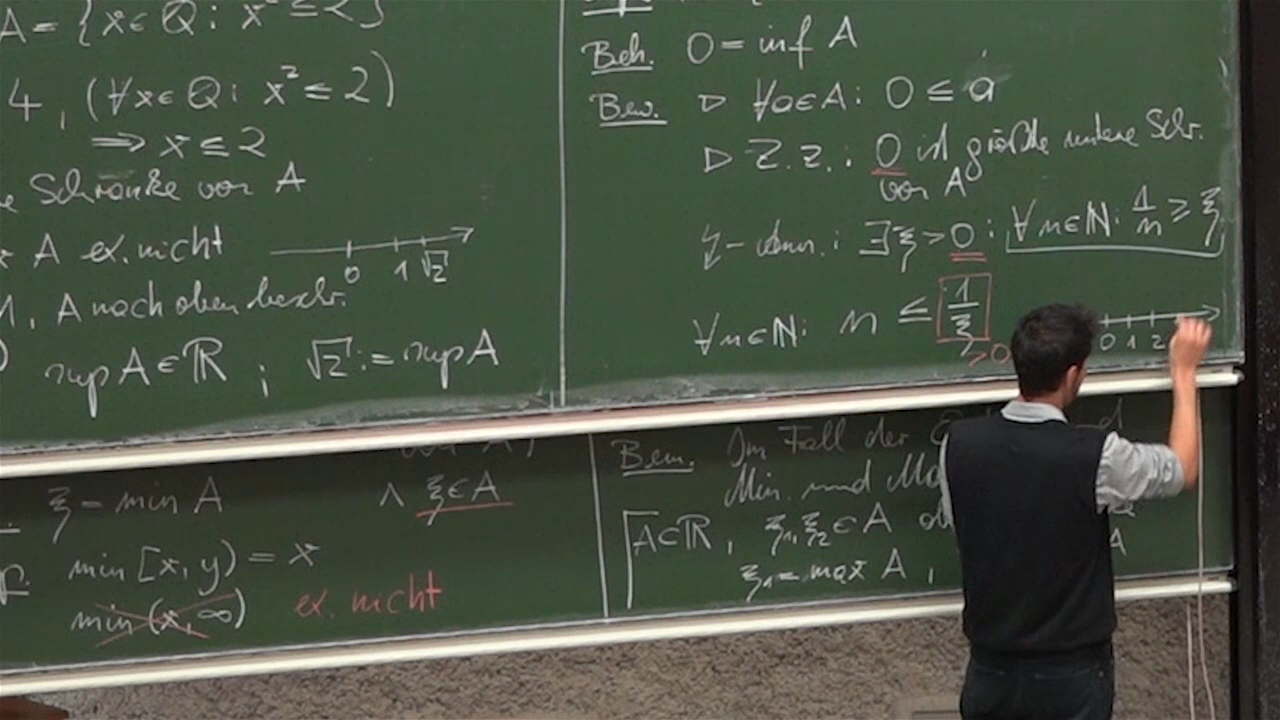 A = {x ∈ Q : x² ≤ 2}
4, (∀x ∈ Q : x² ≤ 2)
⟹ x ≤ 2
Schranke von A
A ex. nicht
0 1 √2
, A nach oben beschr.
sup A ∈ ℝ ; √2 := sup A
Beh. 0 = inf A
Bew. ▷ ∀a ∈ A : 0 ≤ a
▷ Z.z.: 0 ist größte untere Schr.
von A
↯-Ann.: ∃ξ > 0 : ∀n ∈ ℕ : 1/n ≥ ξ
∀n ∈ ℕ : n ≤ 1/ξ
> 0
0 1 2
ξ = min A
∧ ξ ∈ A
min [x, y) = x
min (x, ∞) ex. nicht
Bem. Im Fall der
Min. und
A ⊂ ℝ, ξ₁, ξ₂ ∈ A
ξ₁ = max A,
A